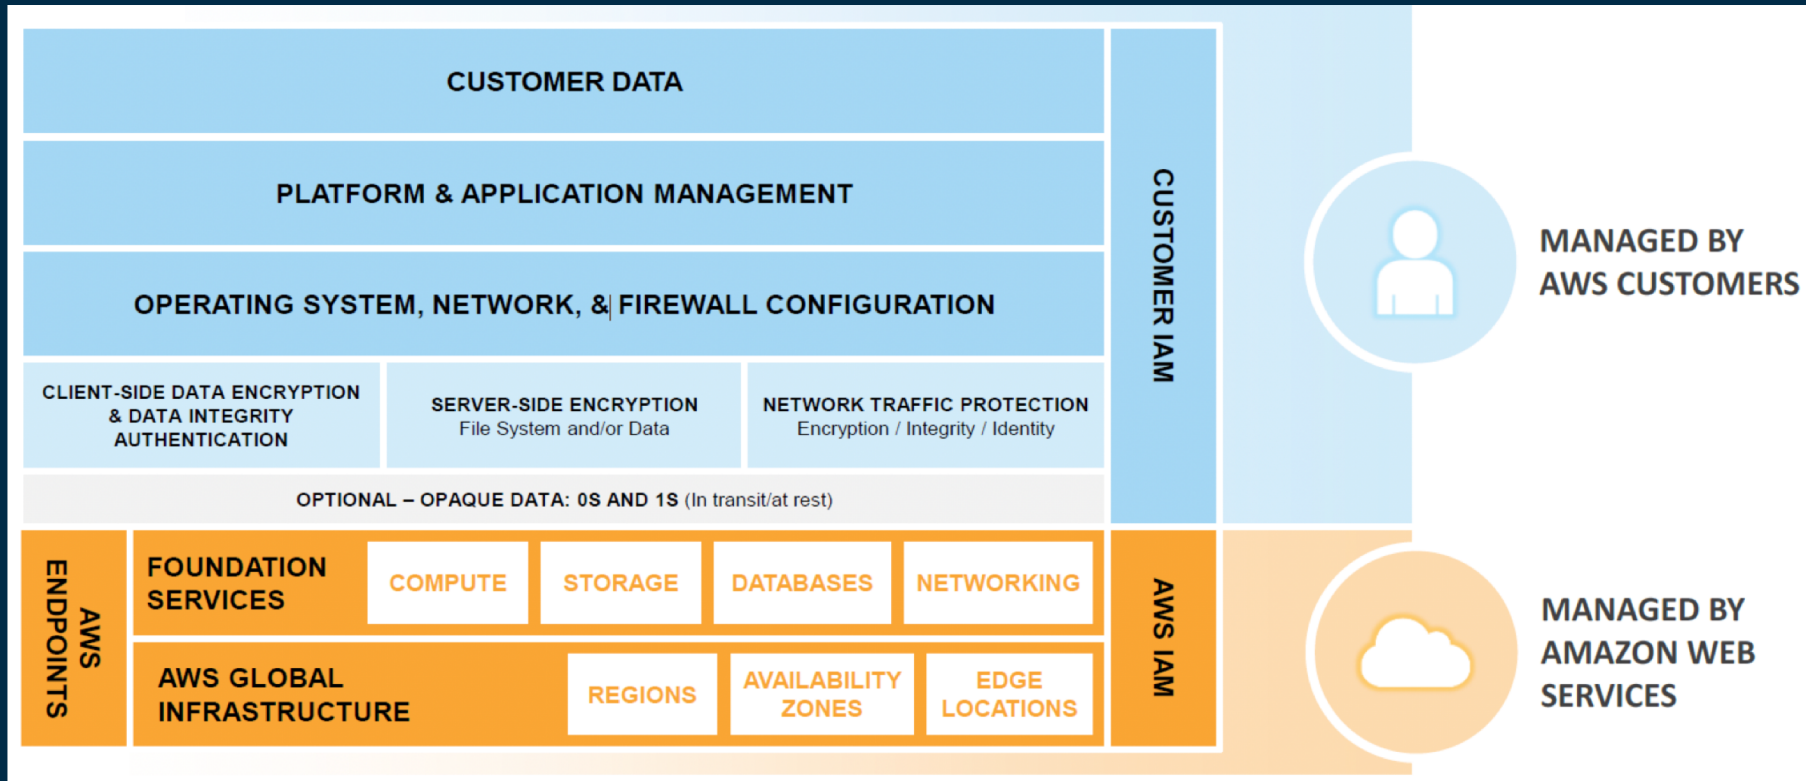 CUSTOMER DATA
PLATFORM & APPLICATION MANAGEMENT
OPERATING SYSTEM, NETWORK, & FIREWALL CONFIGURATION
CLIENT-SIDE DATA ENCRYPTION
& DATA INTEGRITY
AUTHENTICATION
SERVER-SIDE ENCRYPTION
File System and/or Data
NETWORK TRAFFIC PROTECTION
Encryption / Integrity / Identity
OPTIONAL – OPAQUE DATA: 0S AND 1S (In transit/at rest)
CUSTOMER IAM
MANAGED BY
AWS CUSTOMERS
AWS
ENDPOINTS
FOUNDATION
SERVICES
COMPUTE
STORAGE
DATABASES
NETWORKING
AWS GLOBAL
INFRASTRUCTURE
REGIONS
AVAILABILITY
ZONES
EDGE
LOCATIONS
AWS IAM
MANAGED BY
AMAZON WEB
SERVICES